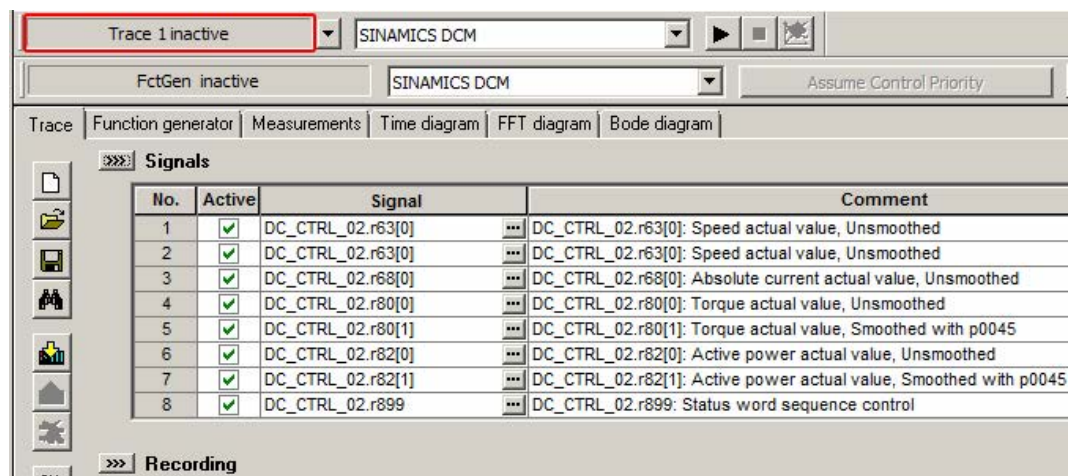 Trace 1 inactive SINAMICS DCM
FctGen inactive SINAMICS DCM Assume Control Priority
Trace Function generator Measurements Time diagram FFT diagram Bode diagram
>>> Signals
No. Active Signal Comment
1 DC_CTRL_02.r63[0] ... DC_CTRL_02.r63[0]: Speed actual value, Unsmoothed
2 DC_CTRL_02.r63[0] ... DC_CTRL_02.r63[0]: Speed actual value, Unsmoothed
3 DC_CTRL_02.r68[0] ... DC_CTRL_02.r68[0]: Absolute current actual value, Unsmoothed
4 DC_CTRL_02.r80[0] ... DC_CTRL_02.r80[0]: Torque actual value, Unsmoothed
5 DC_CTRL_02.r80[1] ... DC_CTRL_02.r80[1]: Torque actual value, Smoothed with p0045
6 DC_CTRL_02.r82[0] ... DC_CTRL_02.r82[0]: Active power actual value, Unsmoothed
7 DC_CTRL_02.r82[1] ... DC_CTRL_02.r82[1]: Active power actual value, Smoothed with p0045
8 DC_CTRL_02.r899 ... DC_CTRL_02.r899: Status word sequence control
>>> Recording